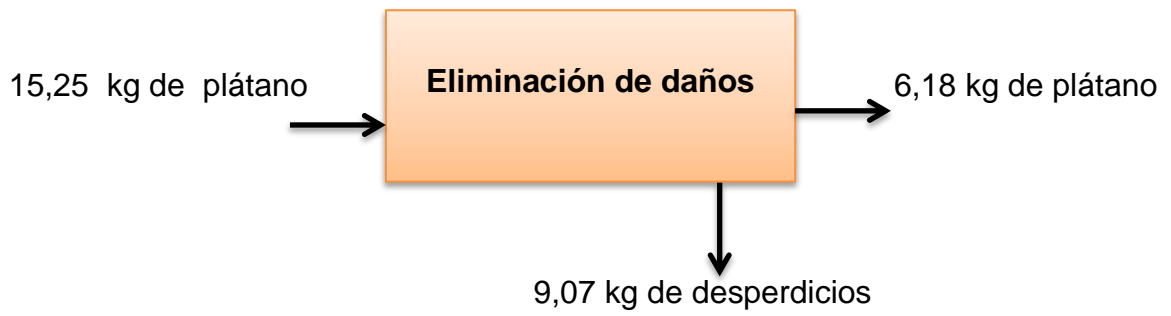 15,25 kg de plátano
Eliminación de daños
6,18 kg de plátano
9,07 kg de desperdicios